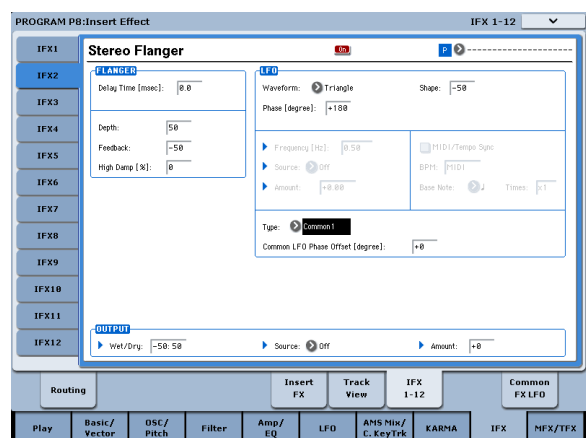 PROGRAM P8:Insert Effect IFX 1-12
IFX1
IFX2
IFX3
IFX4
IFX5
IFX6
IFX7
IFX8
IFX9
IFX10
IFX11
IFX12
Stereo Flanger On P ----------------------
FLANGER
Delay Time [msec]: 0.0
Depth: 50
Feedback: -50
High Damp [%]: 0
LFO
Waveform: Triangle Shape: -50
Phase [degree]: +180
Frequency [Hz]: 0.50 MIDI/Tempo Sync
Source: Off BPM: MIDI
Amount: +0.00 Base Note: ♩ Times: x1
Type: Common1
Common LFO Phase Offset [degree]: +0
OUTPUT
Wet/Dry: -50:50 Source: Off Amount: +0
Routing
Insert FX
Track View
IFX 1-12
Common FX LFO
Play
Basic/ Vector
OSC/ Pitch
Filter
Amp/ EQ
LFO
AMS Mix/ C.KeyTrk
KARMA
IFX
MFX/TFX